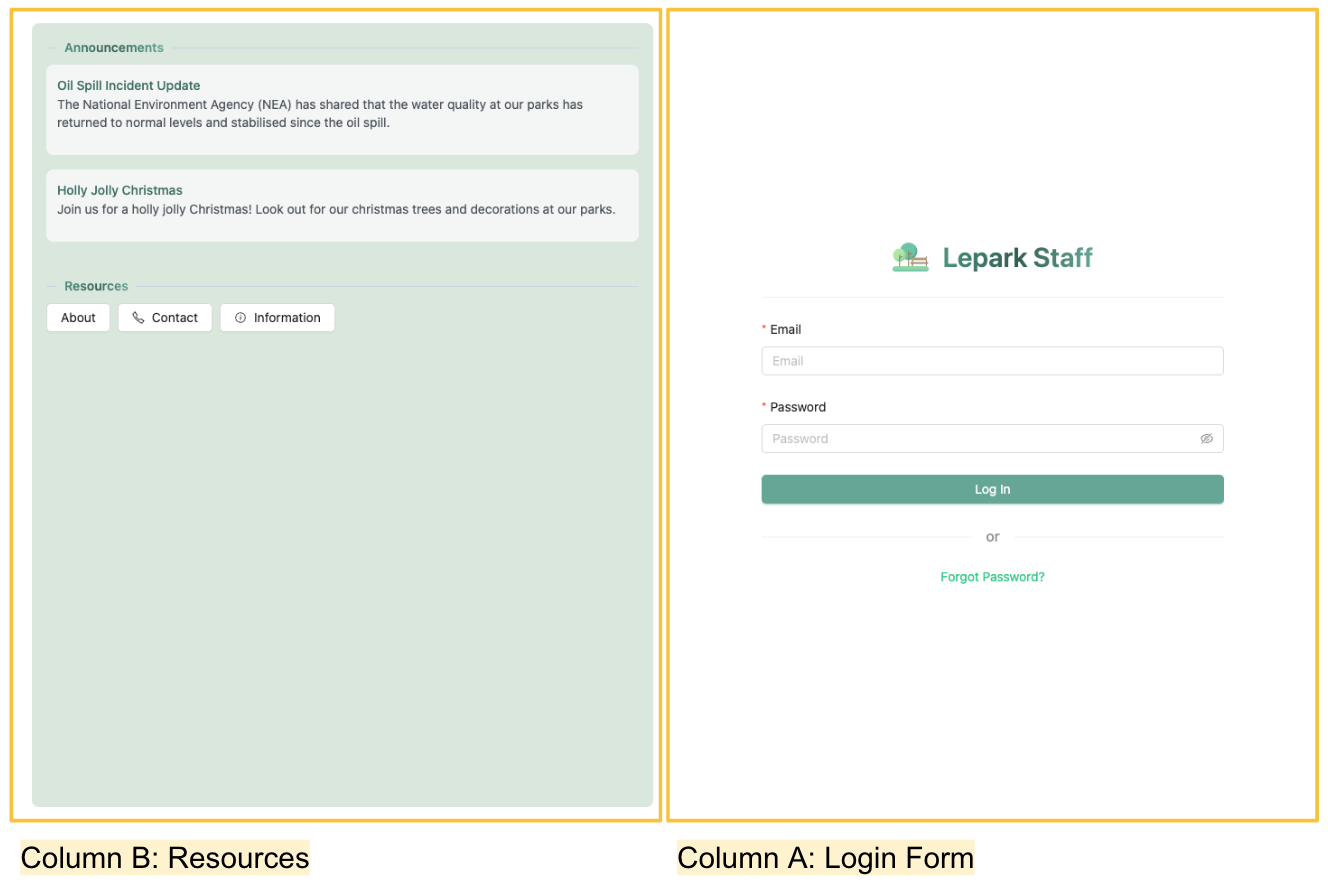 Announcements
Oil Spill Incident Update
The National Environment Agency (NEA) has shared that the water quality at our parks has
returned to normal levels and stabilised since the oil spill.
Holly Jolly Christmas
Join us for a holly jolly Christmas! Look out for our christmas trees and decorations at our parks.
Resources
About
Contact
Information
Column B: Resources
Lepark Staff
* Email
Email
* Password
Password
Log In
or
Forgot Password?
Column A: Login Form